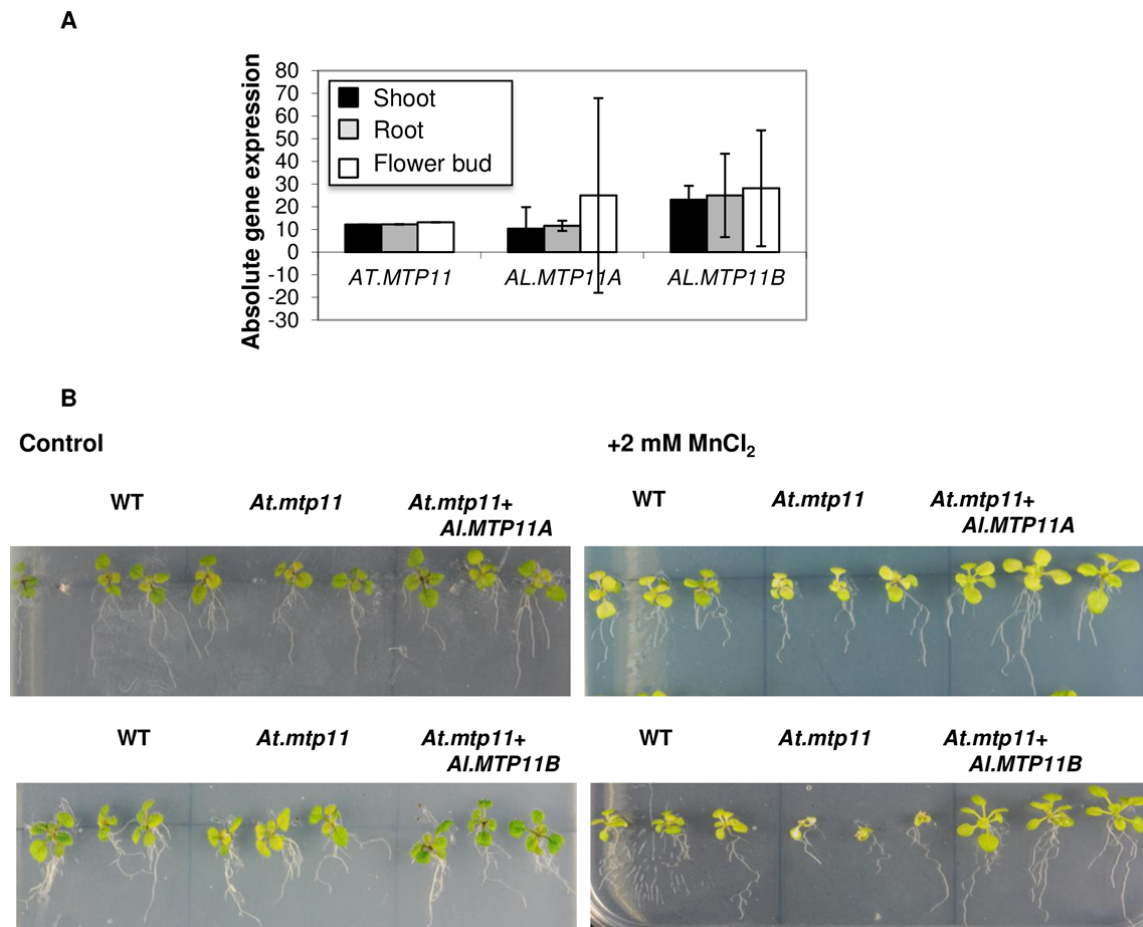 A
Absolute gene expression
80
70
60
50
40
30
20
10
0
-10
-20
-30
Shoot
Root
Flower bud
AT.MTP11 AL.MTP11A AL.MTP11B
B
Control +2 mM MnCl₂
WT At.mtp11 At.mtp11+
Al.MTP11A
WT At.mtp11 At.mtp11+
Al.MTP11A
WT At.mtp11 At.mtp11+
Al.MTP11B
WT At.mtp11 At.mtp11+
Al.MTP11B